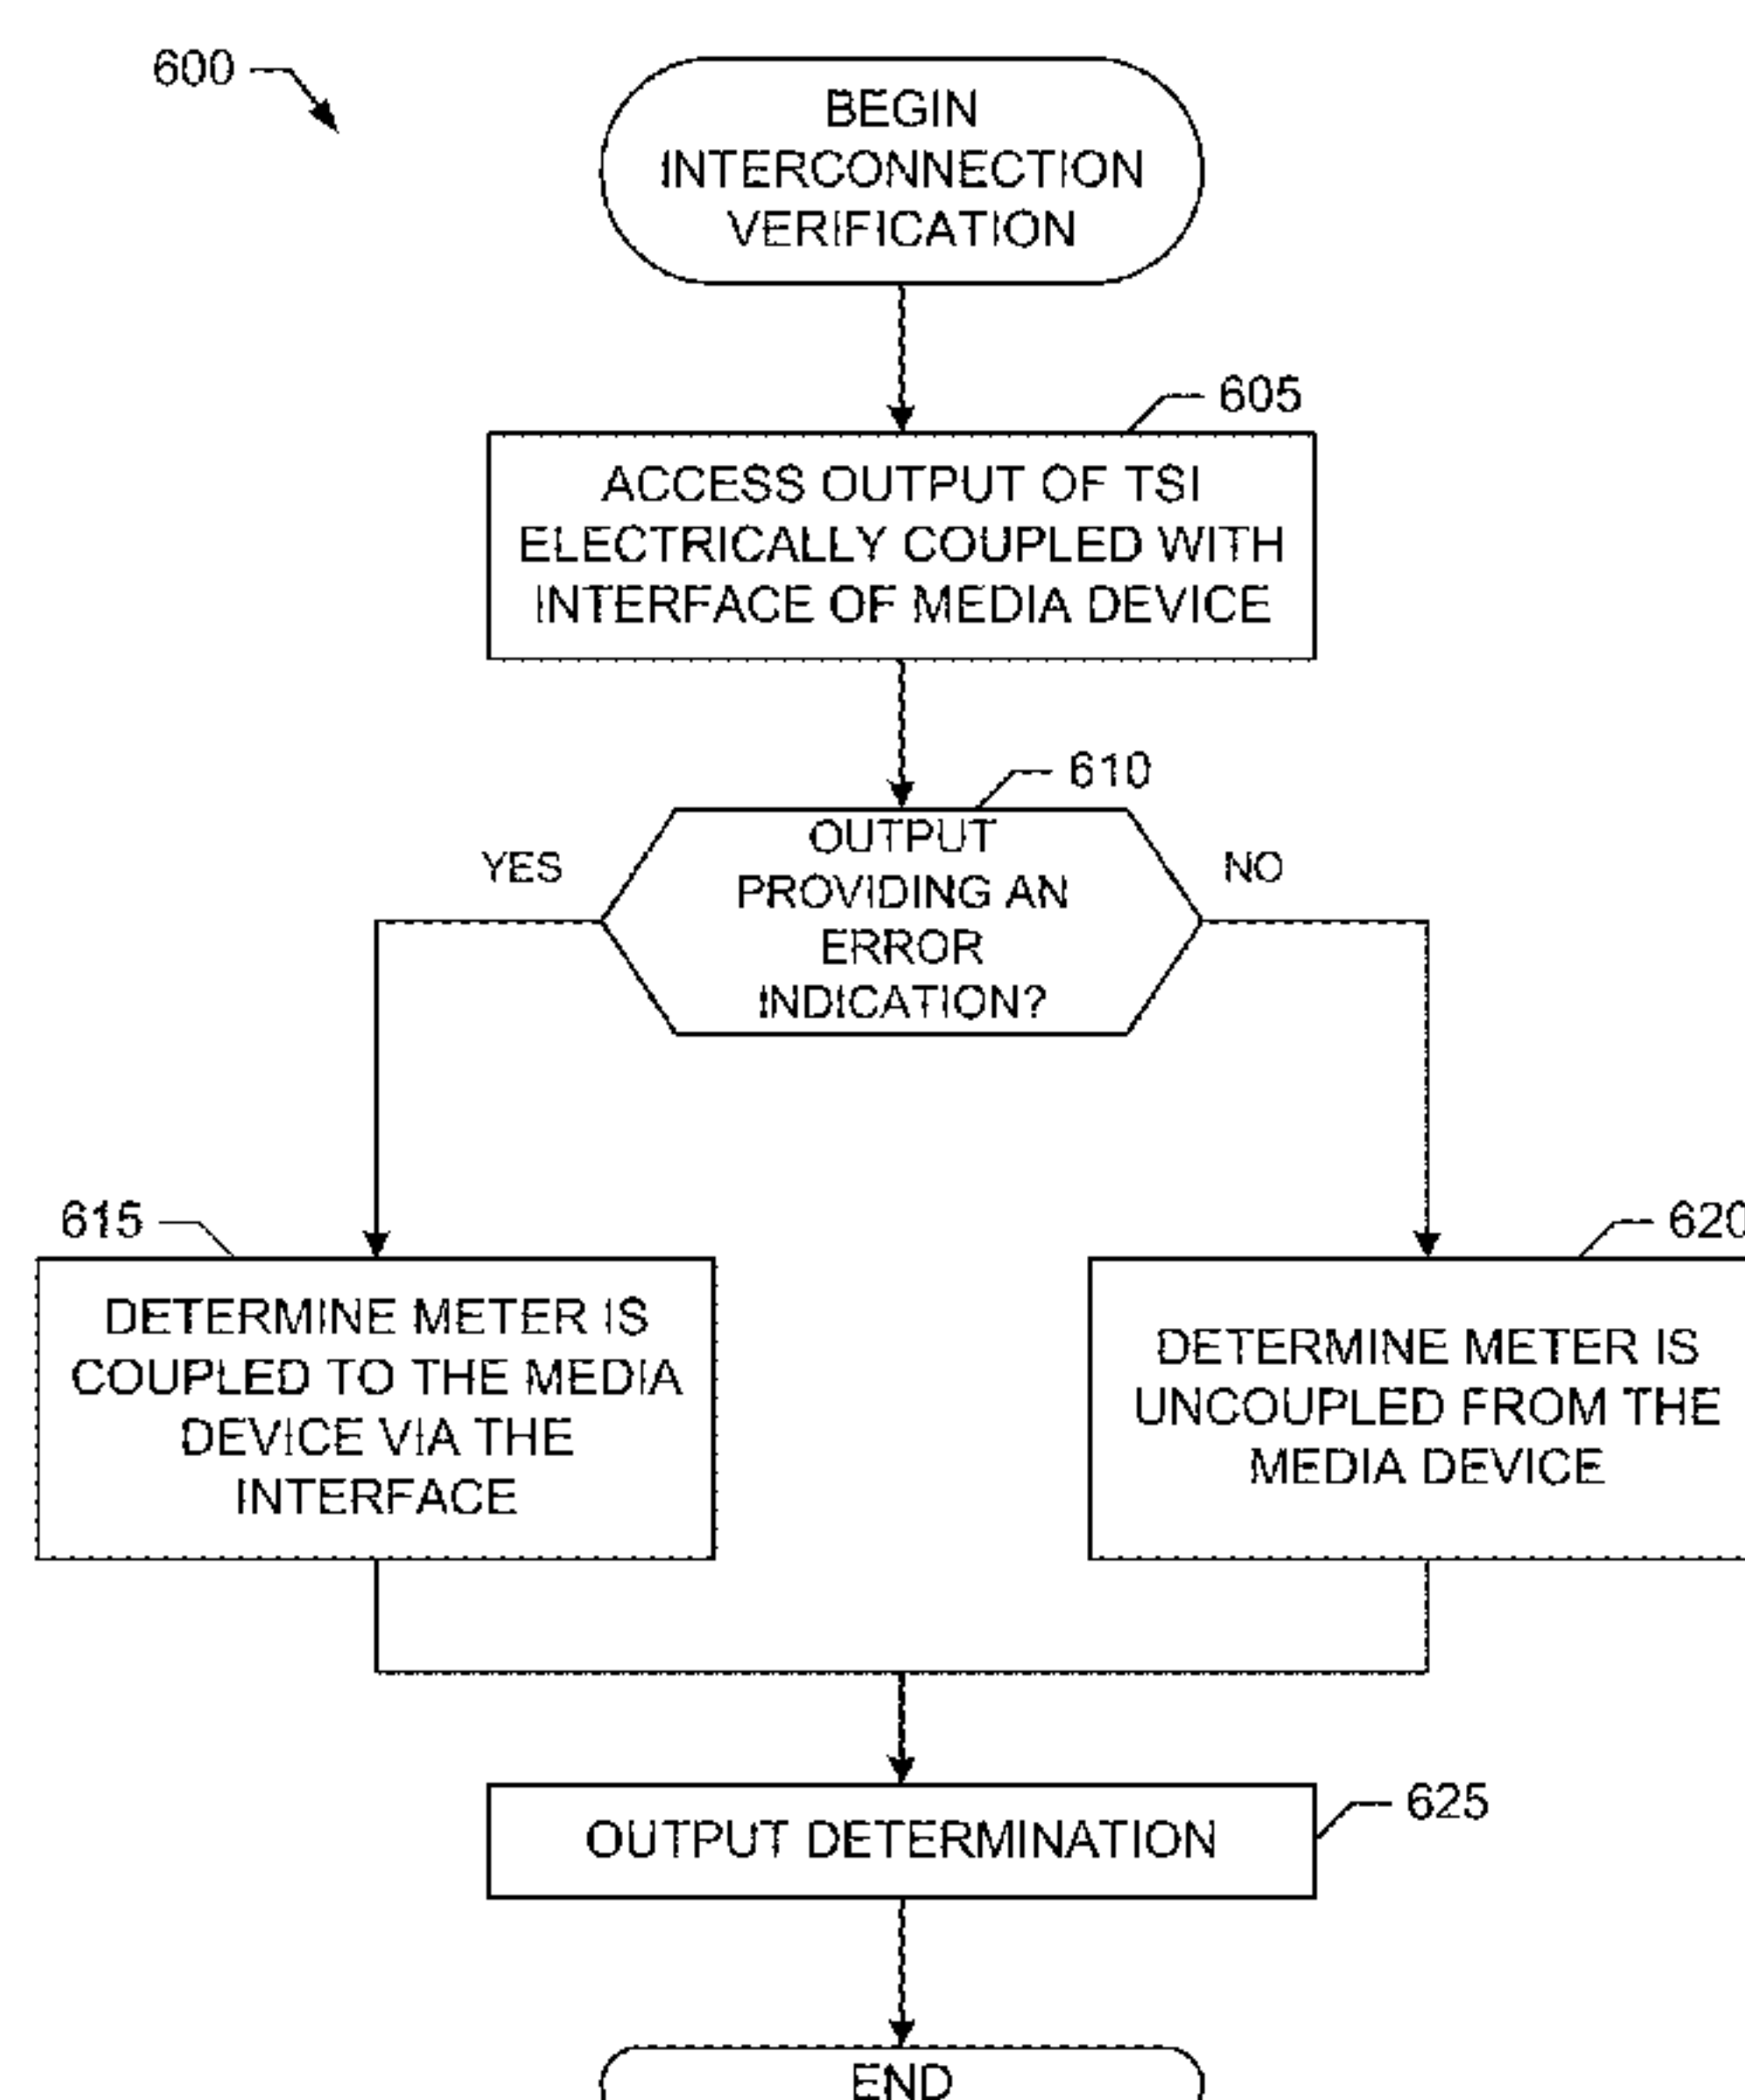 600
BEGIN
INTERCONNECTION
VERIFICATION
605
ACCESS OUTPUT OF TSI
ELECTRICALLY COUPLED WITH
INTERFACE OF MEDIA DEVICE
610
YES
OUTPUT
PROVIDING AN
ERROR
INDICATION?
NO
615
DETERMINE METER IS
COUPLED TO THE MEDIA
DEVICE VIA THE
INTERFACE
620
DETERMINE METER IS
UNCOUPLED FROM THE
MEDIA DEVICE
OUTPUT DETERMINATION
625
END